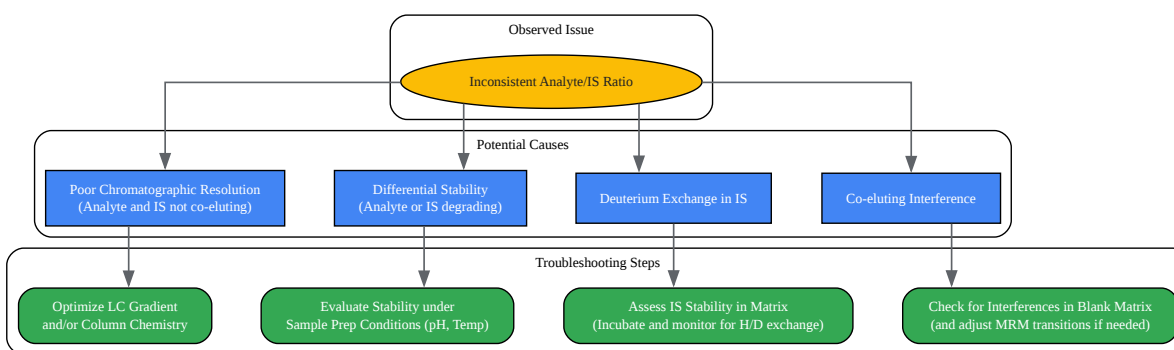 Observed Issue
Inconsistent Analyte/IS Ratio
Potential Causes
Poor Chromatographic Resolution
(Analyte and IS not co-eluting)
Differential Stability
(Analyte or IS degrading)
Deuterium Exchange in IS
Co-eluting Interference
Troubleshooting Steps
Optimize LC Gradient
and/or Column Chemistry
Evaluate Stability under
Sample Prep Conditions (pH, Temp)
Assess IS Stability in Matrix
(Incubate and monitor for H/D exchange)
Check for Interferences in Blank Matrix
(and adjust MRM transitions if needed)